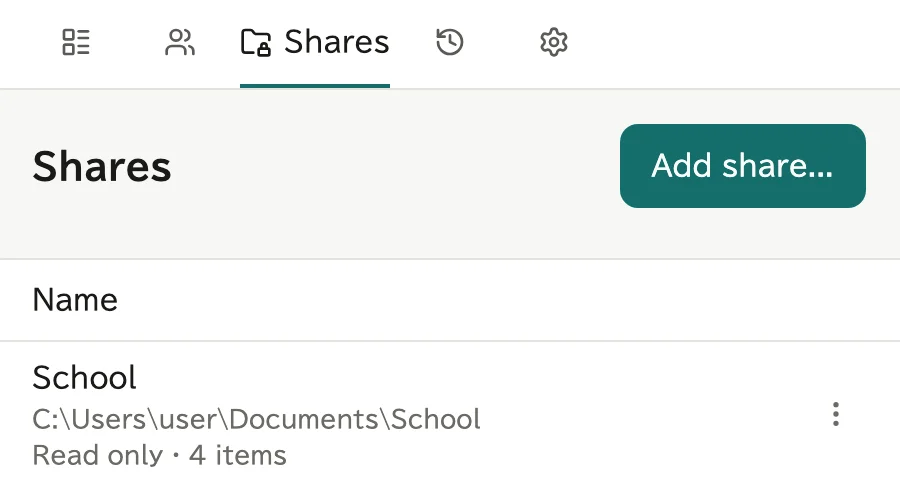 Shares
Shares
Add share...
Name
School
C:\Users\user\Documents\School
Read only · 4 items